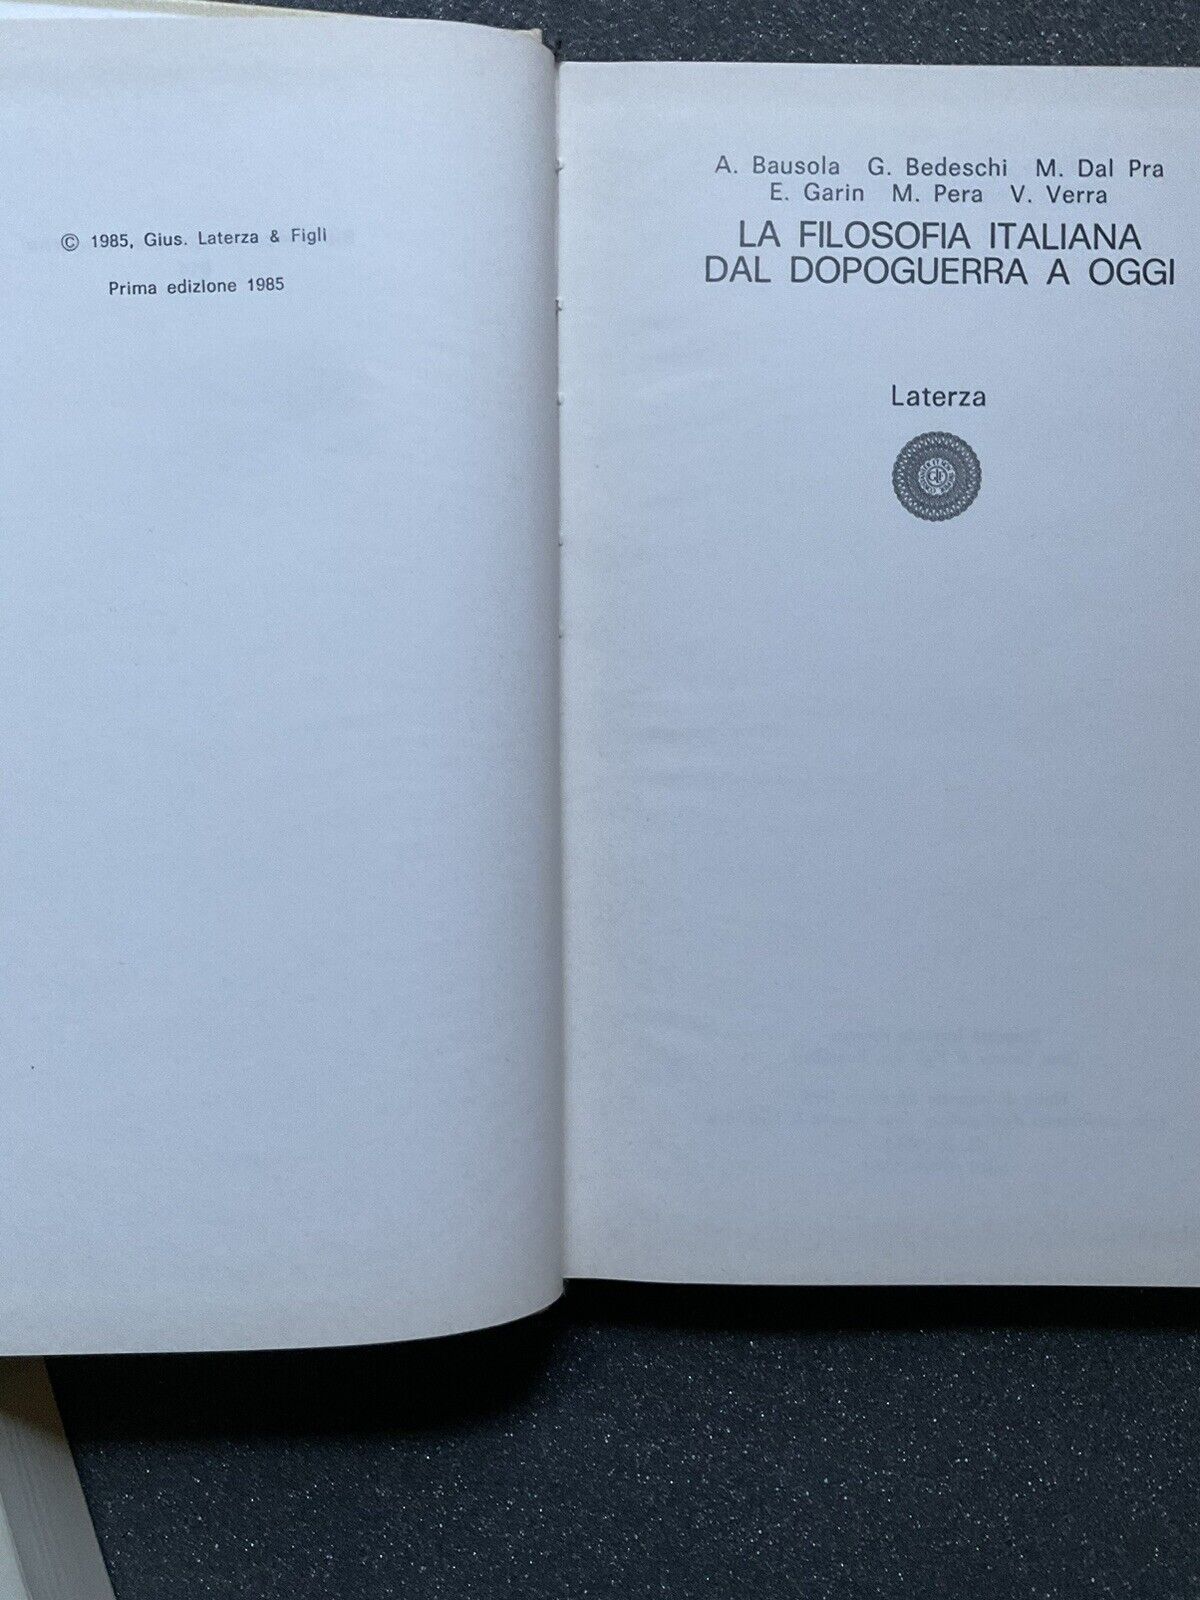 © 1985, Gius. Laterza & Figli
Prima edizione 1985
A. Bausola G. Bedeschi M. Dal Pra
E. Garin M. Pera V. Verra
LA FILOSOFIA ITALIANA
DAL DOPOGUERRA A OGGI
Laterza